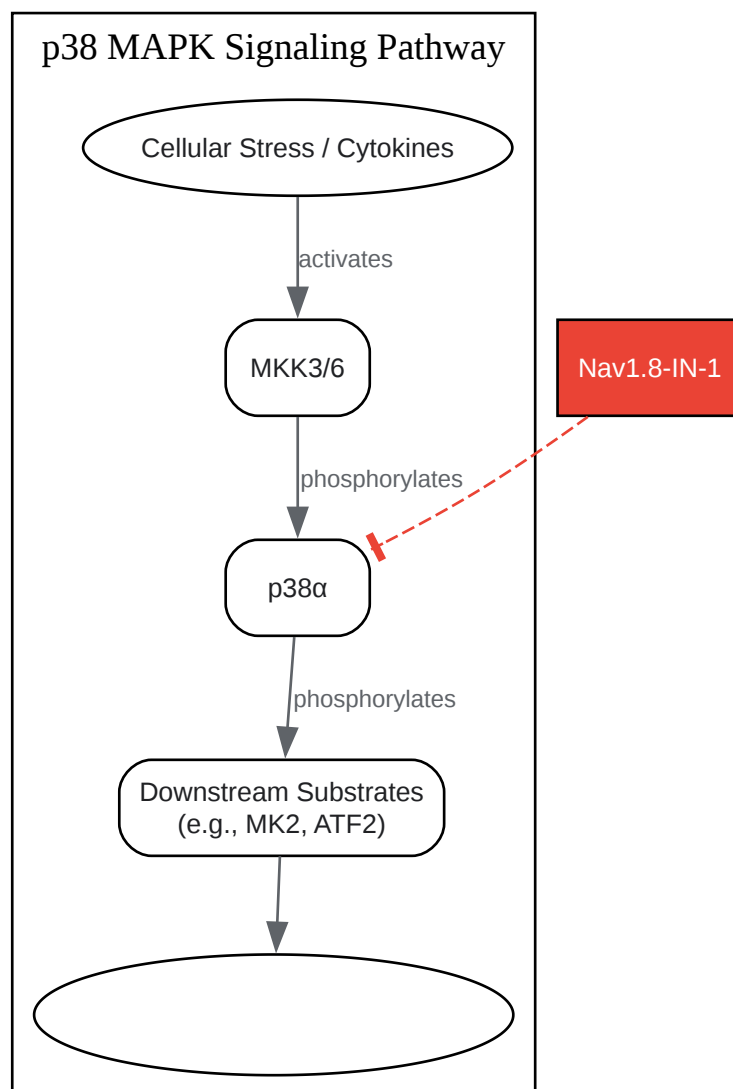 p38 MAPK Signaling Pathway
Cellular Stress / Cytokines
activates
MKK3/6
Nav1.8-IN-1
phosphorylates
p38α
phosphorylates
Downstream Substrates
(e.g., MK2, ATF2)